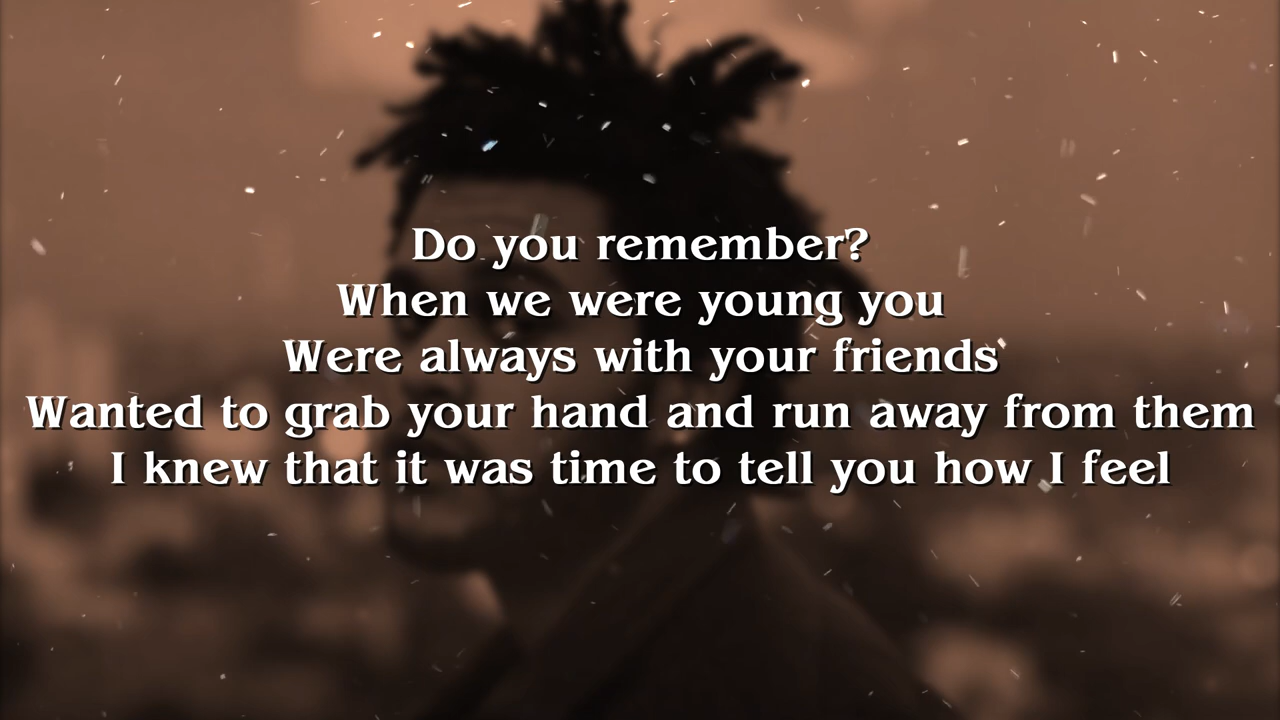 Do you remember?
When we were young you
Were always with your friends
Wanted to grab your hand and run away from them
I knew that it was time to tell you how I feel